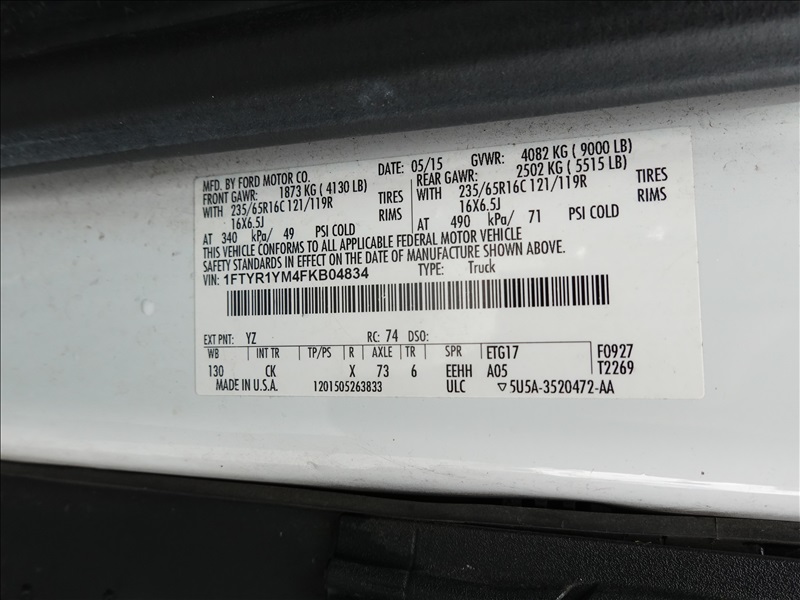 MFD. BY FORD MOTOR CO. DATE: 05/15 GVWR: 4082 KG ( 9000 LB)
FRONT GAWR: 1873 KG ( 4130 LB) REAR GAWR: 2502 KG ( 5515 LB)
WITH 235/65R16C 121/119R TIRES WITH 235/65R16C 121/119R TIRES
16X6.5J RIMS 16X6.5J RIMS
AT 340 kPa/ 49 PSI COLD AT 490 kPa/ 71 PSI COLD
THIS VEHICLE CONFORMS TO ALL APPLICABLE FEDERAL MOTOR VEHICLE
SAFETY STANDARDS IN EFFECT ON THE DATE OF MANUFACTURE SHOWN ABOVE.
VIN: 1FTYR1YM4FKB04834 TYPE: Truck
EXT PNT: YZ RC: 74 DSO:
WB INT TR TP/PS R AXLE TR SPR ETG17 F0927
130 CK X 73 6 EEHH A05 T2269
MADE IN U.S.A. 1201505263833 ULC 5U5A-3520472-AA